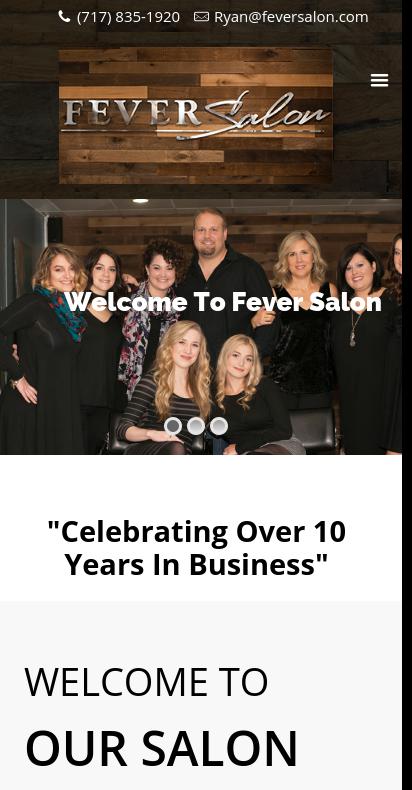 (717) 835-1920 Ryan@feversalon.com
FEVER Salon
Welcome To Fever Salon
"Celebrating Over 10
Years In Business"
WELCOME TO
OUR SALON